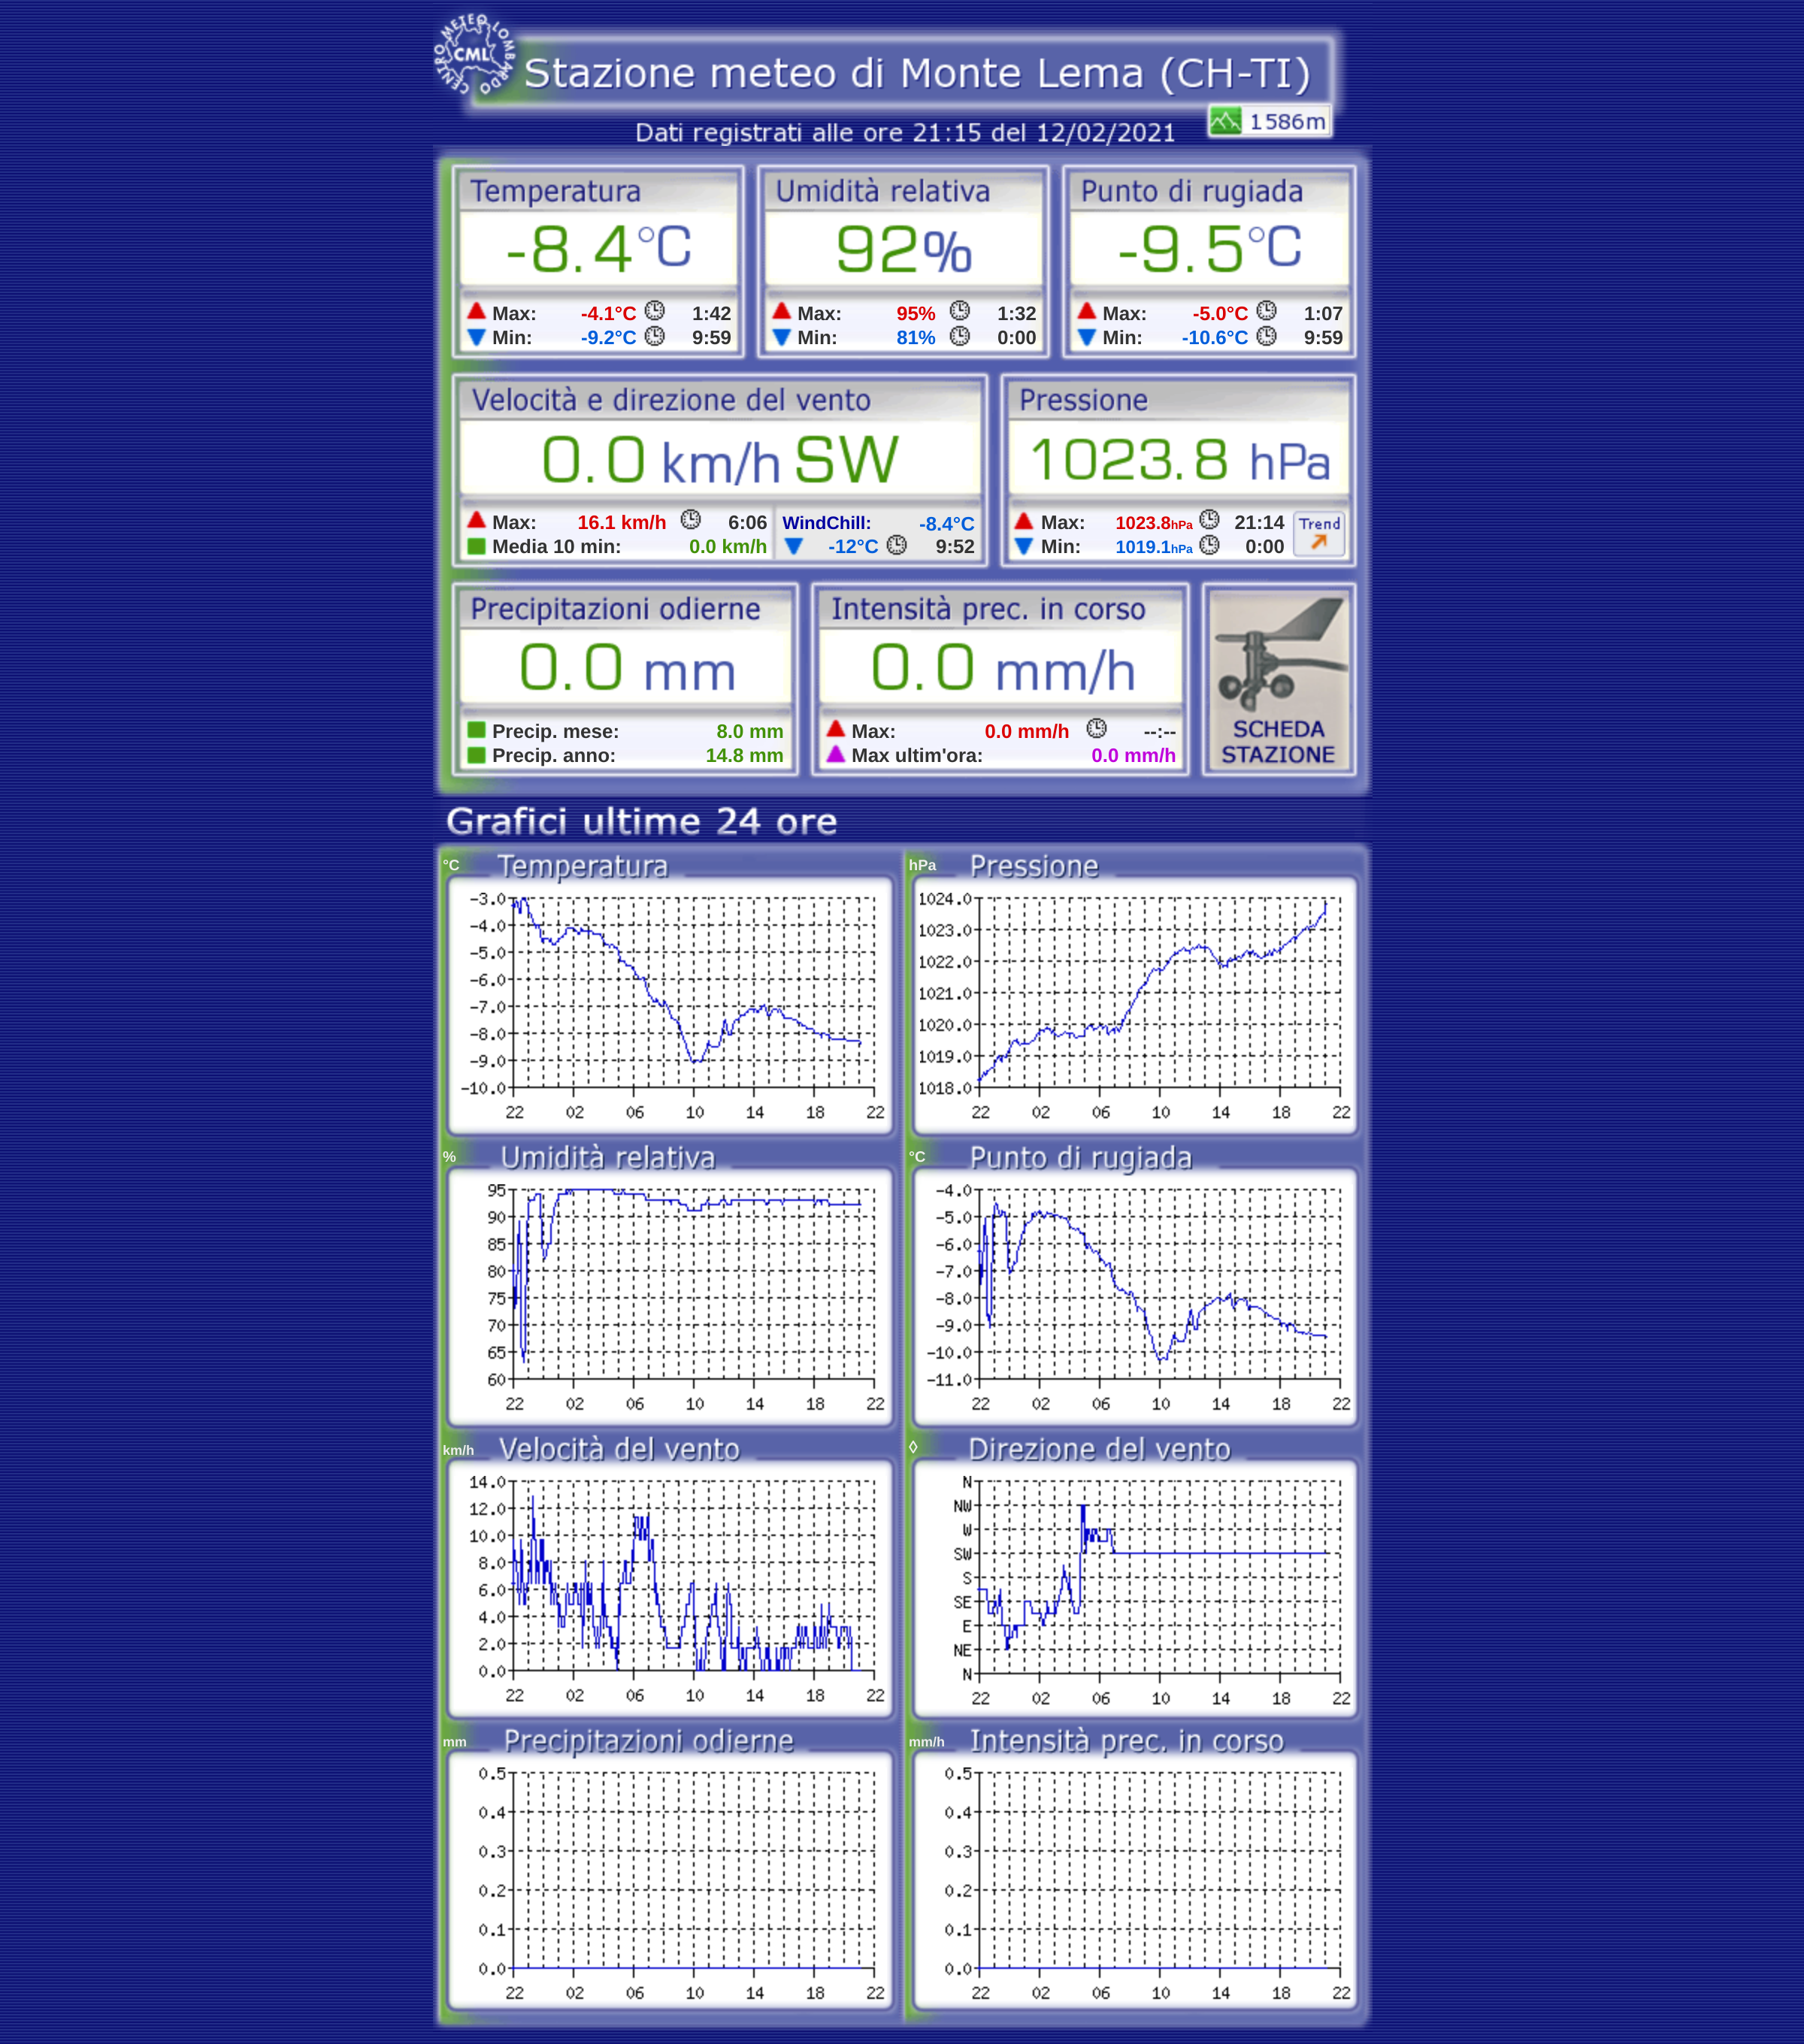 CENTRO METEO LOMBARDO
CML
Stazione meteo di Monte Lema (CH-TI)
1586m
Dati registrati alle ore 21:15 del 12/02/2021
Temperatura Umidità relativa Punto di rugiada
-8.4°C 92% -9.5°C
Max: -4.1°C 1:42 Max: 95% 1:32 Max: -5.0°C 1:07
Min: -9.2°C 9:59 Min: 81% 0:00 Min: -10.6°C 9:59
Velocità e direzione del vento Pressione
0.0 km/h SW 1023.8 hPa
Max: 16.1 km/h 6:06 WindChill: -8.4°C Max: 1023.8hPa 21:14 Trend
Media 10 min: 0.0 km/h -12°C 9:52 Min: 1019.1hPa 0:00
Precipitazioni odierne Intensità prec. in corso
0.0 mm 0.0 mm/h
Precip. mese: 8.0 mm Max: 0.0 mm/h --:-- SCHEDA
Precip. anno: 14.8 mm Max ultim'ora: 0.0 mm/h STAZIONE
Grafici ultime 24 ore
°C Temperatura
-3.0
-4.0
-5.0
-6.0
-7.0
-8.0
-9.0
-10.0
22 02 06 10 14 18 22
hPa Pressione
1024.0
1023.0
1022.0
1021.0
1020.0
1019.0
1018.0
22 02 06 10 14 18 22
% Umidità relativa
95
90
85
80
75
70
65
60
22 02 06 10 14 18 22
°C Punto di rugiada
-4.0
-5.0
-6.0
-7.0
-8.0
-9.0
-10.0
-11.0
22 02 06 10 14 18 22
km/h Velocità del vento
14.0
12.0
10.0
8.0
6.0
4.0
2.0
0.0
22 02 06 10 14 18 22
◊ Direzione del vento
N
NW
W
SW
S
SE
E
NE
N
22 02 06 10 14 18 22
mm Precipitazioni odierne
0.5
0.4
0.3
0.2
0.1
0.0
22 02 06 10 14 18 22
mm/h Intensità prec. in corso
0.5
0.4
0.3
0.2
0.1
0.0
22 02 06 10 14 18 22